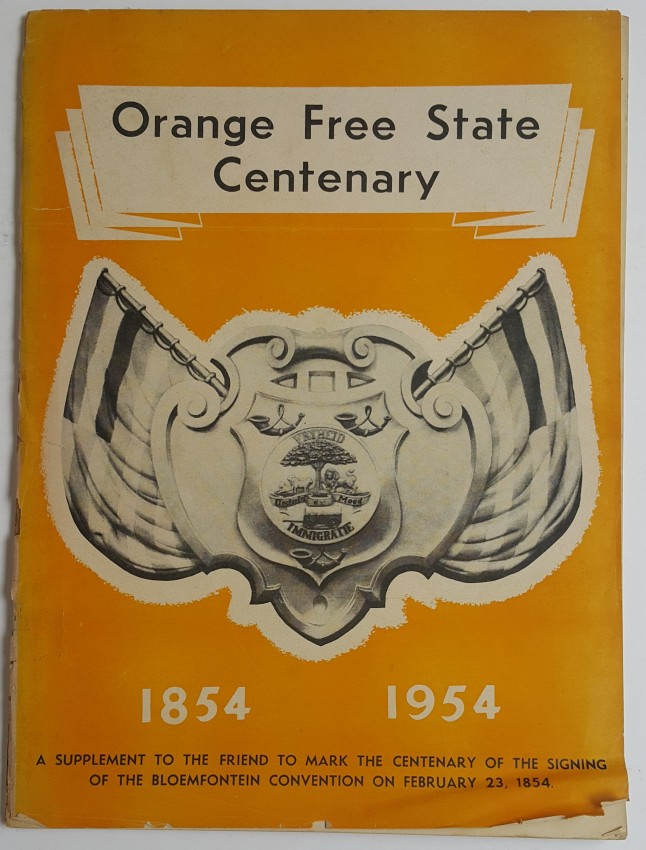 Orange Free State
Centenary
VRYHEID
Geduld en Moed
IMMIGRATIE
1854 1954
A SUPPLEMENT TO THE FRIEND TO MARK THE CENTENARY OF THE SIGNING
OF THE BLOEMFONTEIN CONVENTION ON FEBRUARY 23, 1854.